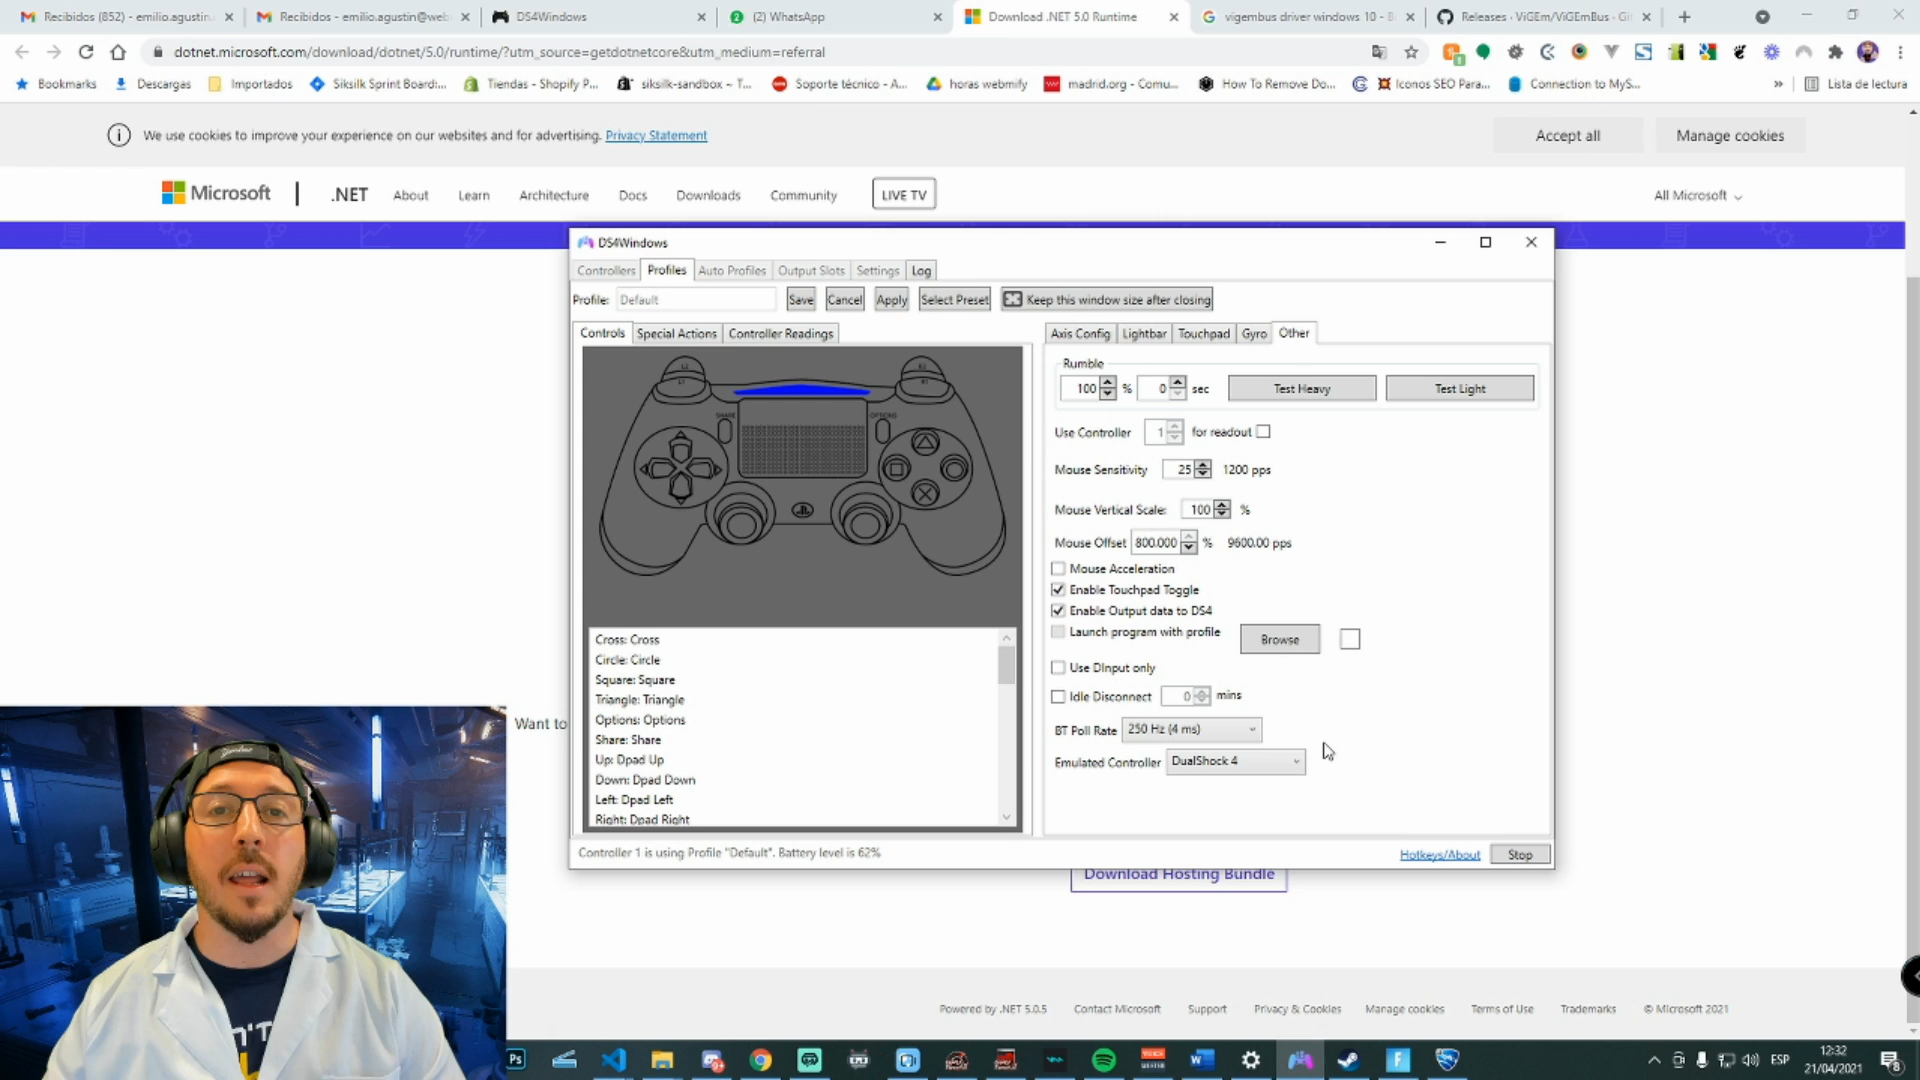 Recibidos (852) - emilio.agustin.
Recibidos - emilio.agustin@web
DS4Windows
(2) WhatsApp
Download .NET 5.0 Runtime
vigembus driver windows 10 - B
Releases · ViGEm/ViGEmBus · Gi
dotnet.microsoft.com/download/dotnet/5.0/runtime/?utm_source=getdotnetcore&utm_medium=referral
Bookmarks
Descargas
Importados
Siksilk Sprint Board:...
Tiendas - Shopify P...
siksilk-sandbox ~ T...
Soporte técnico - A...
horas webmify
madrid.org - Comu...
How To Remove Do...
Iconos SEO Para...
Connection to MyS...
»
Lista de lectura
We use cookies to improve your experience on our websites and for advertising. Privacy Statement
Accept all
Manage cookies
Microsoft
.NET
About
Learn
Architecture
Docs
Downloads
Community
LIVE TV
All Microsoft
DS4Windows
Controllers
Profiles
Auto Profiles
Output Slots
Settings
Log
Profile:
Default
Save
Cancel
Apply
Select Preset
Keep this window size after closing
Controls
Special Actions
Controller Readings
Axis Config
Lightbar
Touchpad
Gyro
Other
L2
L1
R1
SHARE
OPTIONS
Cross: Cross
Circle: Circle
Square: Square
Triangle: Triangle
Options: Options
Share: Share
Up: Dpad Up
Down: Dpad Down
Left: Dpad Left
Right: Dpad Right
Rumble
100 % 0 sec
Test Heavy
Test Light
Use Controller 1 for readout
Mouse Sensitivity 25 1200 pps
Mouse Vertical Scale: 100 %
Mouse Offset 800.000 % 9600.00 pps
Mouse Acceleration
Enable Touchpad Toggle
Enable Output data to DS4
Launch program with profile
Browse
Use DInput only
Idle Disconnect 0 mins
BT Poll Rate 250 Hz (4 ms)
Emulated Controller DualShock 4
Controller 1 is using Profile "Default". Battery level is 62%
Hotkeys/About
Stop
Want to
Download Hosting Bundle
Powered by .NET 5.0.5
Contact Microsoft
Support
Privacy & Cookies
Manage cookies
Terms of Use
Trademarks
© Microsoft 2021
Ps
ESP
12:32
21/04/2021
8